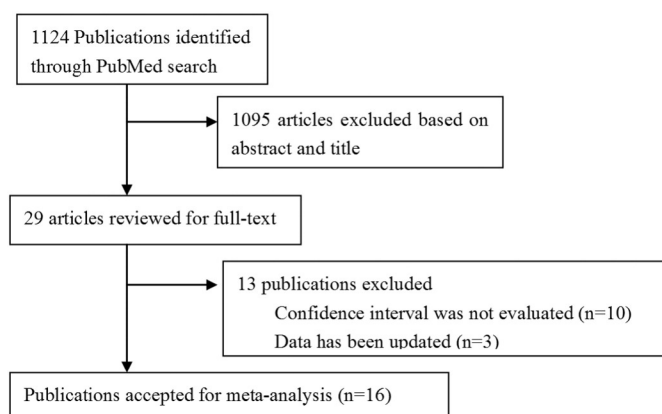 1124 Publications identified
through PubMed search
1095 articles excluded based on
abstract and title
29 articles reviewed for full-text
13 publications excluded
Confidence interval was not evaluated (n=10)
Data has been updated (n=3)
Publications accepted for meta-analysis (n=16)